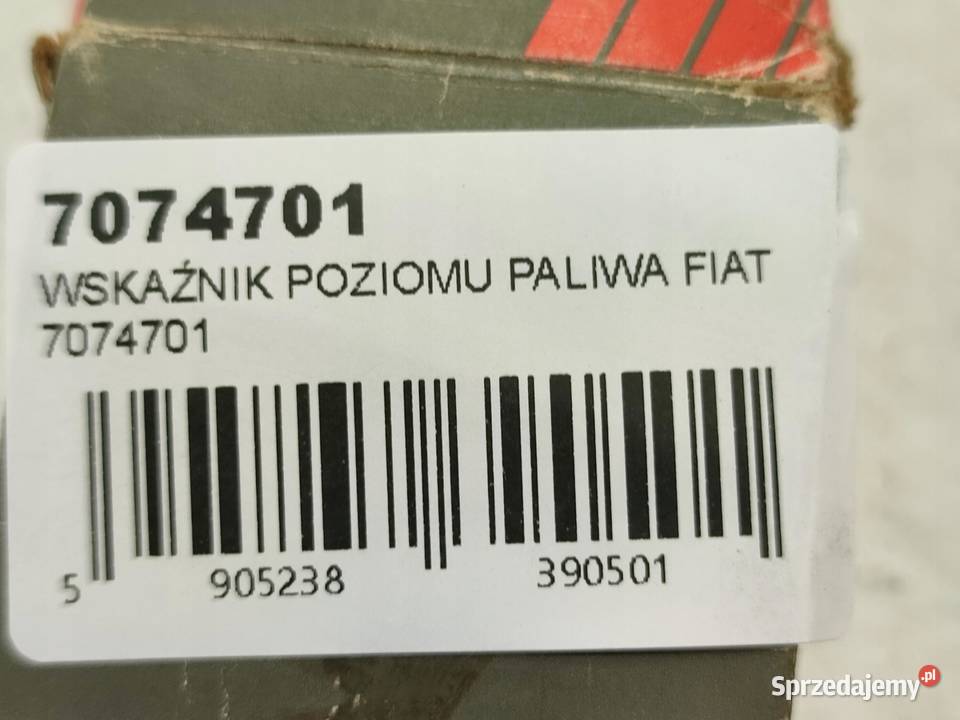 7074701
WSKAŹNIK POZIOMU PALIWA FIAT
7074701
5 905238 390501
Sprzedajemy.pl